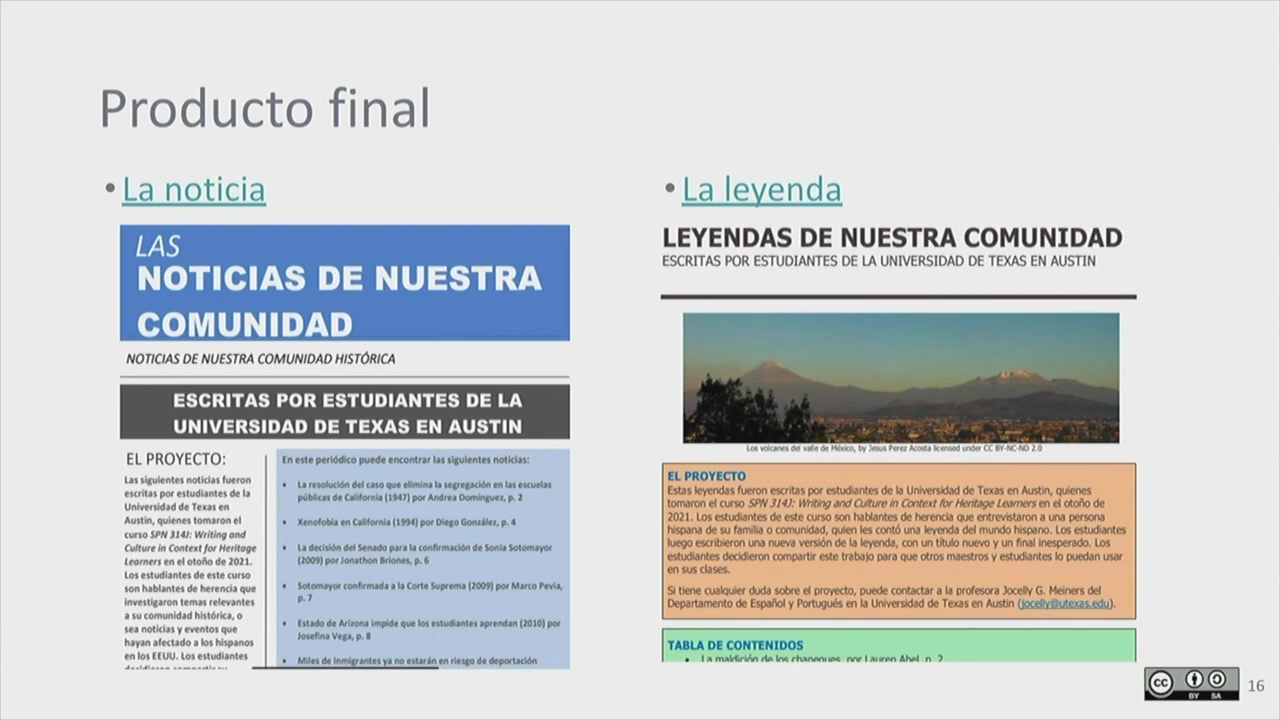 Producto final
• La noticia
LAS
NOTICIAS DE NUESTRA
COMUNIDAD
NOTICIAS DE NUESTRA COMUNIDAD HISTÓRICA
ESCRITAS POR ESTUDIANTES DE LA
UNIVERSIDAD DE TEXAS EN AUSTIN
EL PROYECTO:
Las siguientes noticias fueron
escritas por estudiantes de la
Universidad de Texas en
Austin, quienes tomaron el
curso SPN 314J: Writing and
Culture in Context for Heritage
Learners en el otoño de 2021.
Los estudiantes de este curso
son hablantes de herencia que
investigaron temas relevantes
a su comunidad histórica, o
sea noticias y eventos que
hayan afectado a los hispanos
en los EEUU. Los estudiantes
En este periódico puede encontrar las siguientes noticias:
• La resolución del caso que elimina la segregación en las escuelas
públicas de California (1947) por Andrea Domínguez, p. 2
• Xenofobia en California (1994) por Diego González, p. 4
• La decisión del Senado para la confirmación de Sonia Sotomayor
(2009) por Jonathon Briones, p. 6
• Sotomayor confirmada a la Corte Suprema (2009) por Marco Pevia,
p. 7
• Estado de Arizona impide que los estudiantes aprendan (2010) por
Josefina Vega, p. 8
• Miles de inmigrantes ya no estarán en riesgo de deportación
• La leyenda
LEYENDAS DE NUESTRA COMUNIDAD
ESCRITAS POR ESTUDIANTES DE LA UNIVERSIDAD DE TEXAS EN AUSTIN
Los volcanes del valle de México, by Jesus Perez Acosta licensed under CC BY-NC-ND 2.0
EL PROYECTO
Estas leyendas fueron escritas por estudiantes de la Universidad de Texas en Austin, quienes
tomaron el curso SPN 314J: Writing and Culture in Context for Heritage Learners en el otoño de
2021. Los estudiantes de este curso son hablantes de herencia que entrevistaron a una persona
hispana de su familia o comunidad, quien les contó una leyenda del mundo hispano. Los estudiantes
luego escribieron una nueva versión de la leyenda, con un título nuevo y un final inesperado. Los
estudiantes decidieron compartir este trabajo para que otros maestros y estudiantes lo puedan usar
en sus clases.
Si tiene cualquier duda sobre el proyecto, puede contactar a la profesora Jocelly G. Meiners del
Departamento de Español y Portugués en la Universidad de Texas en Austin (jocelly@utexas.edu).
TABLA DE CONTENIDOS
• La maldición de los chaneques, por Lauren Abel, p. 2
cc BY SA
16